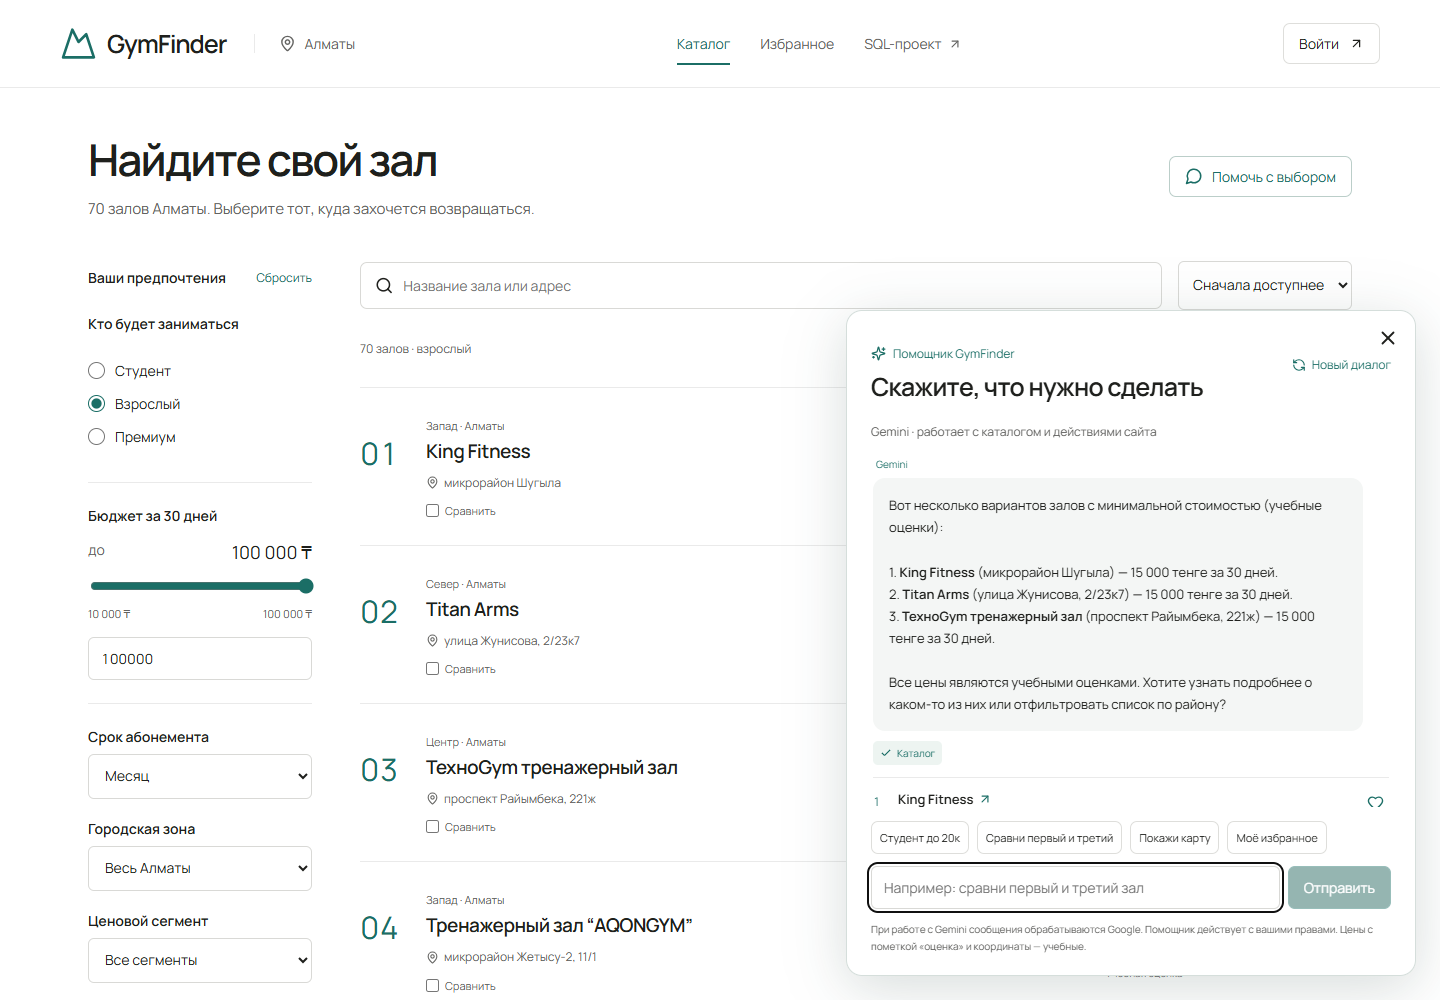 GymFinder
Алматы
Каталог
Избранное
SQL-проект
Войти
Найдите свой зал
70 залов Алматы. Выберите тот, куда захочется возвращаться.
Помочь с выбором
Ваши предпочтения
Сбросить
Кто будет заниматься
Студент
Взрослый
Премиум
Бюджет за 30 дней
до
100 000 ₸
10 000 ₸
100 000 ₸
100000
Срок абонемента
Месяц
Городская зона
Весь Алматы
Ценовой сегмент
Все сегменты
Название зала или адрес
Сначала доступнее
70 залов · взрослый
01
Запад · Алматы
King Fitness
микрорайон Шугыла
Сравнить
02
Север · Алматы
Titan Arms
улица Жунисова, 2/23к7
Сравнить
03
Центр · Алматы
ТехноGym тренажерный зал
проспект Райымбека, 221ж
Сравнить
04
Запад · Алматы
Тренажерный зал “AQONGYM”
микрорайон Жетысу-2, 11/1
Сравнить
Помощник GymFinder
Новый диалог
Скажите, что нужно сделать
Gemini · работает с каталогом и действиями сайта
Gemini
Вот несколько вариантов залов с минимальной стоимостью (учебные
оценки):
1. King Fitness (микрорайон Шугыла) — 15 000 тенге за 30 дней.
2. Titan Arms (улица Жунисова, 2/23к7) — 15 000 тенге за 30 дней.
3. ТехноGym тренажерный зал (проспект Райымбека, 221ж) — 15 000
тенге за 30 дней.
Все цены являются учебными оценками. Хотите узнать подробнее о
каком-то из них или отфильтровать список по району?
Каталог
1 King Fitness
Студент до 20к
Сравни первый и третий
Покажи карту
Моё избранное
Например: сравни первый и третий зал
Отправить
При работе с Gemini сообщения обрабатываются Google. Помощник действует с вашими правами. Цены с
пометкой «оценка» и координаты — учебные.